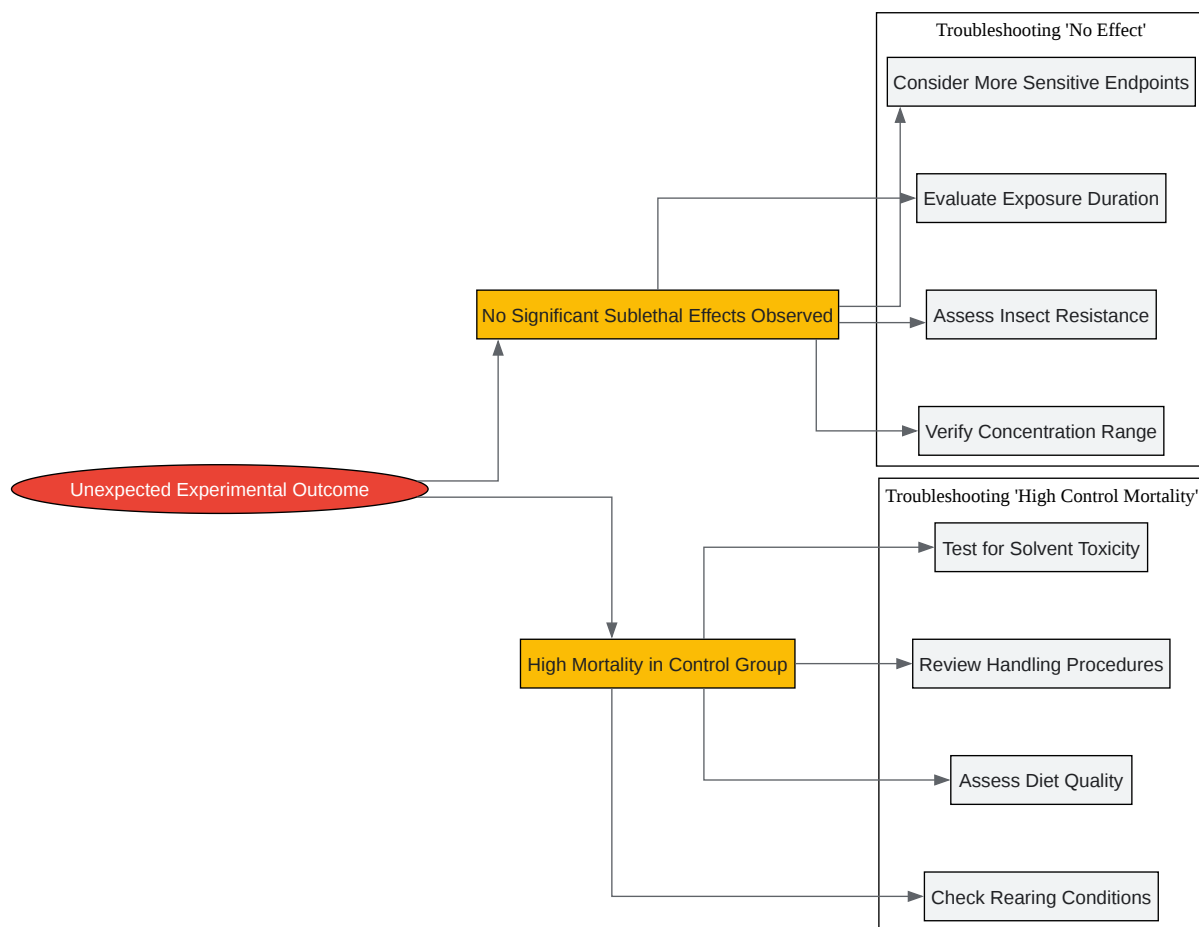 Troubleshooting 'No Effect'
Consider More Sensitive Endpoints
Evaluate Exposure Duration
No Significant Sublethal Effects Observed
Assess Insect Resistance
Verify Concentration Range
Unexpected Experimental Outcome
Troubleshooting 'High Control Mortality'
Test for Solvent Toxicity
High Mortality in Control Group
Review Handling Procedures
Assess Diet Quality
Check Rearing Conditions